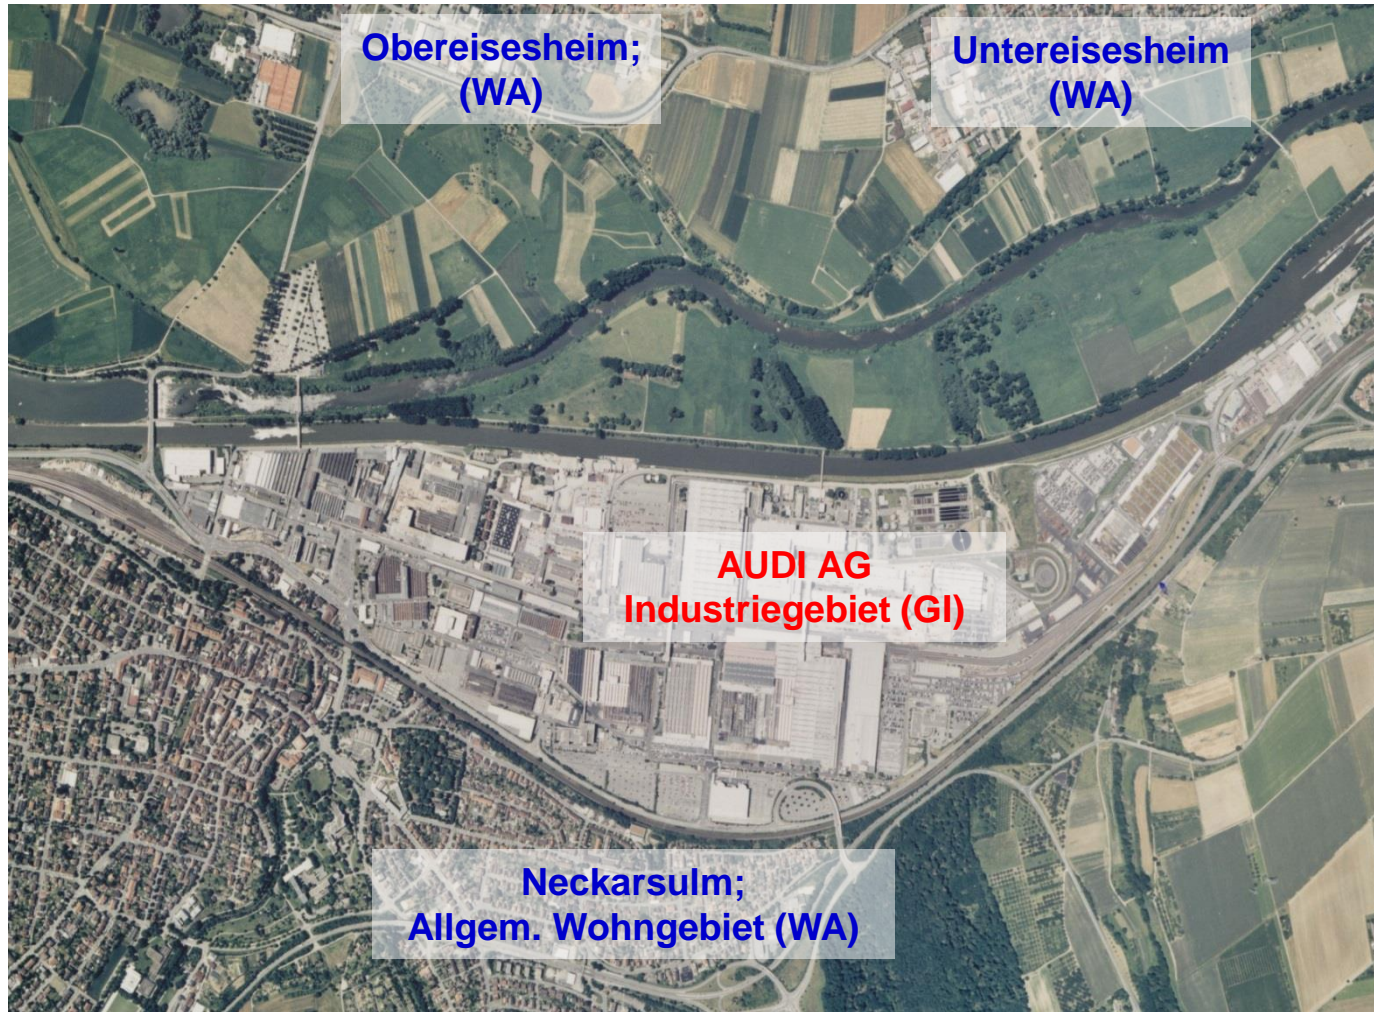 Obereisesheim;
(WA)
Untereisesheim
(WA)
AUDI AG
Industriegebiet (GI)
Neckarsulm;
Allgem. Wohngebiet (WA)